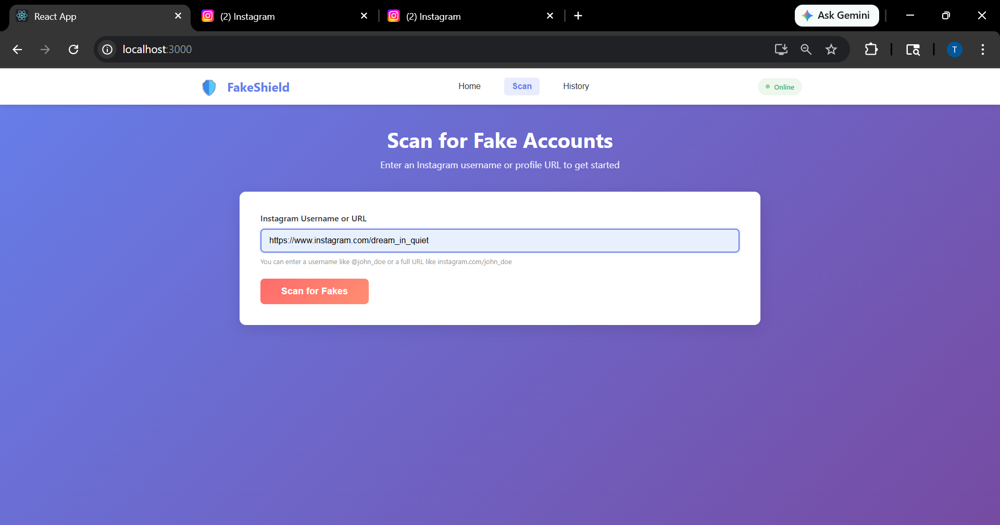 React App
(2) Instagram
(2) Instagram
Ask Gemini
localhost:3000
T
FakeShield
Home
Scan
History
Online
Scan for Fake Accounts
Enter an Instagram username or profile URL to get started
Instagram Username or URL
https://www.instagram.com/dream_in_quiet
You can enter a username like @john_doe or a full URL like instagram.com/john_doe
Scan for Fakes